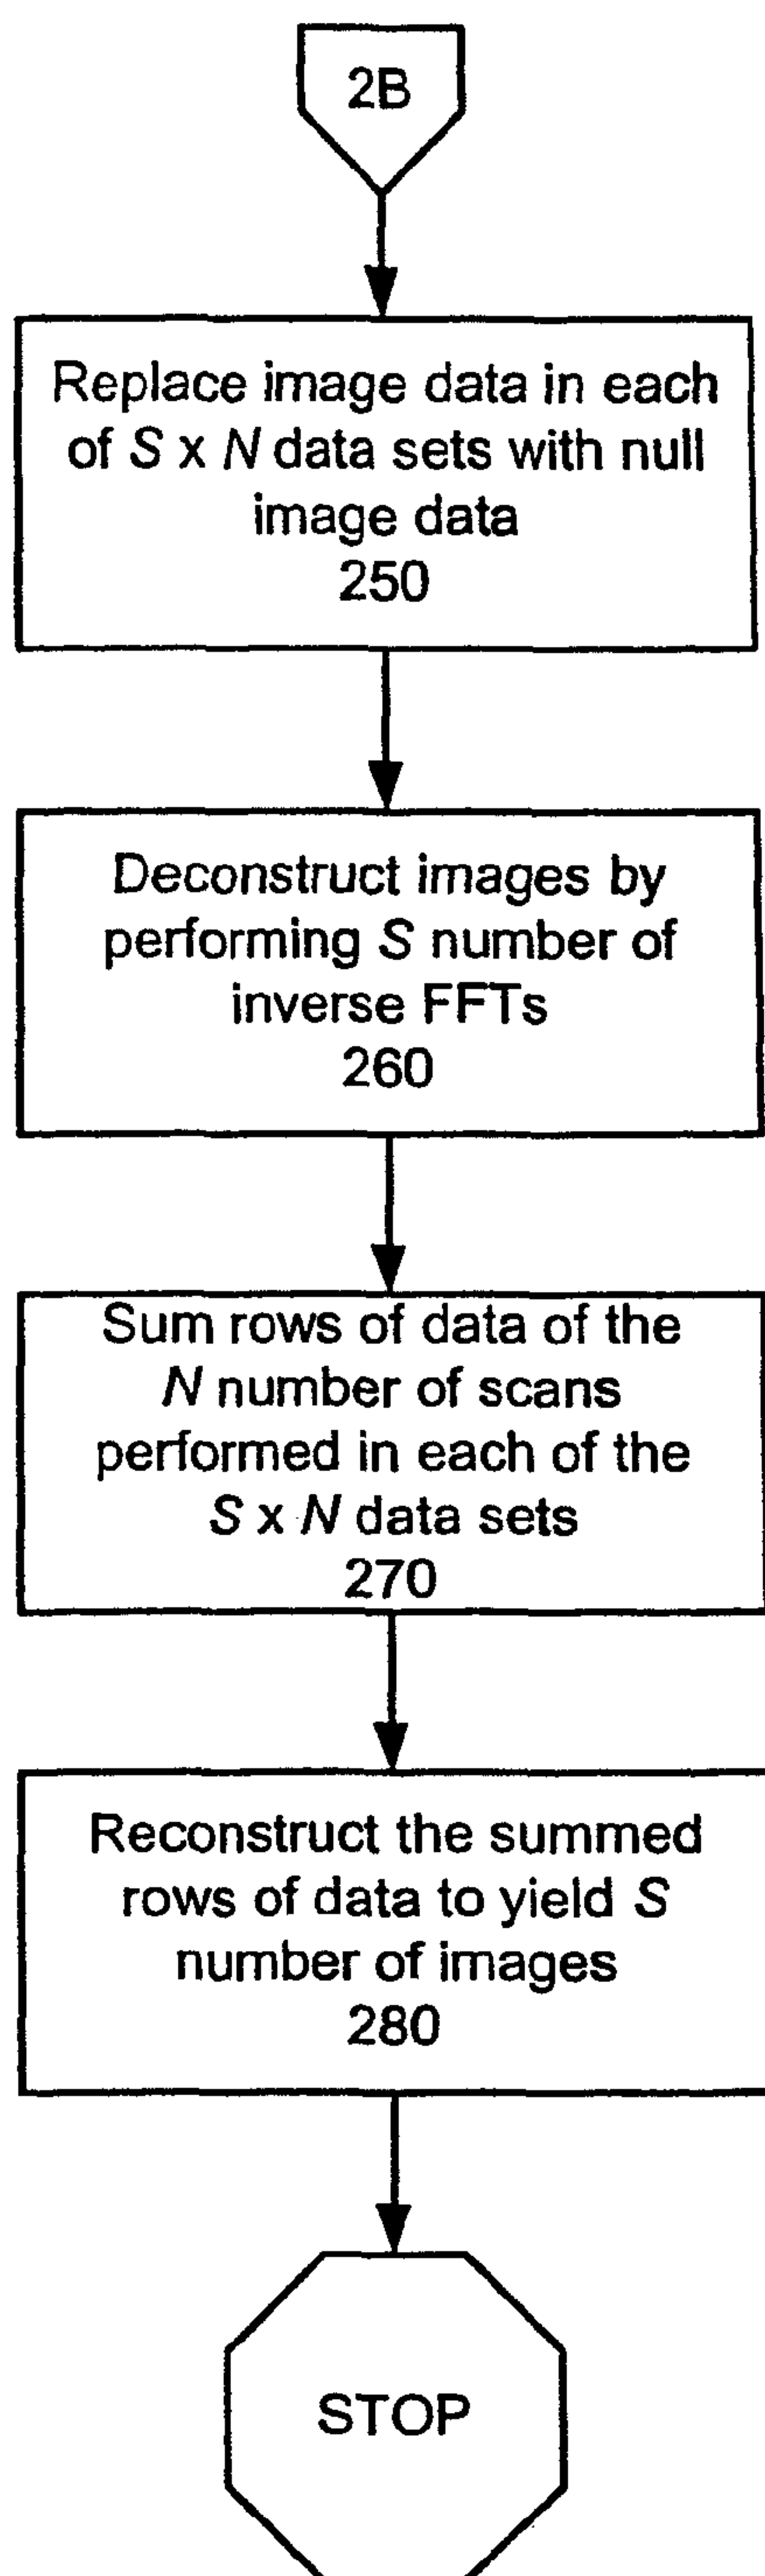 2B
Replace image data in each
of S x N data sets with null
image data
250
Deconstruct images by
performing S number of
inverse FFTs
260
Sum rows of data of the
N number of scans
performed in each of the
S x N data sets
270
Reconstruct the summed
rows of data to yield S
number of images
280
STOP